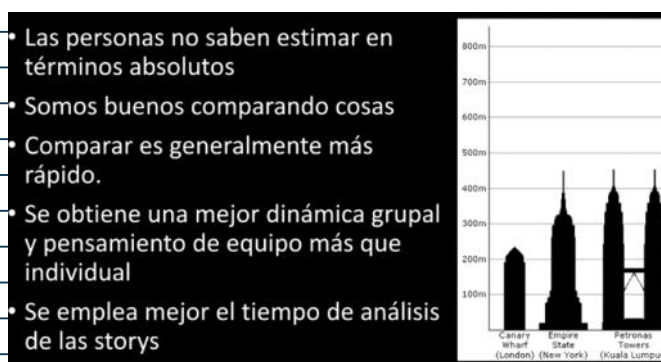 • Las personas no saben estimar en
términos absolutos
• Somos buenos comparando cosas
• Comparar es generalmente más
rápido.
• Se obtiene una mejor dinámica grupal
y pensamiento de equipo más que
individual
• Se emplea mejor el tiempo de análisis
de las storys
800m
700m
600m
500m
400m
300m
200m
100m
Canary
Wharf
(London)
Empire
State
(New York)
Petronas
Towers
(Kuala Lumpur